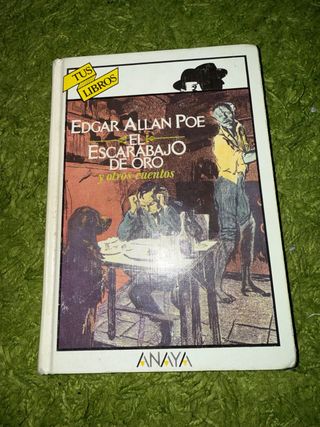 TUS
LIBROS
EDGAR ALLAN POE
EL
ESCARABAJO
DE ORO
y otros cuentos
ANAYA